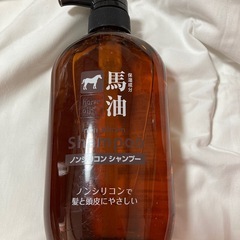 保湿成分
馬油
Shampoo
ノンシリコン シャンプー
ノンシリコンで
髪と頭皮にやさしい